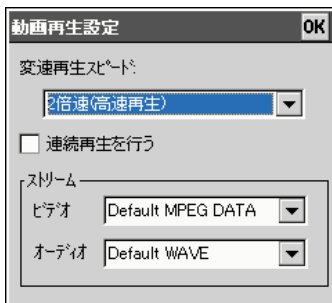 動画再生設定 OK
変速再生スピード:
2倍速(高速再生)
連続再生を行う
ストリーム
ビデオ Default MPEG DATA
オーディオ Default WAVE